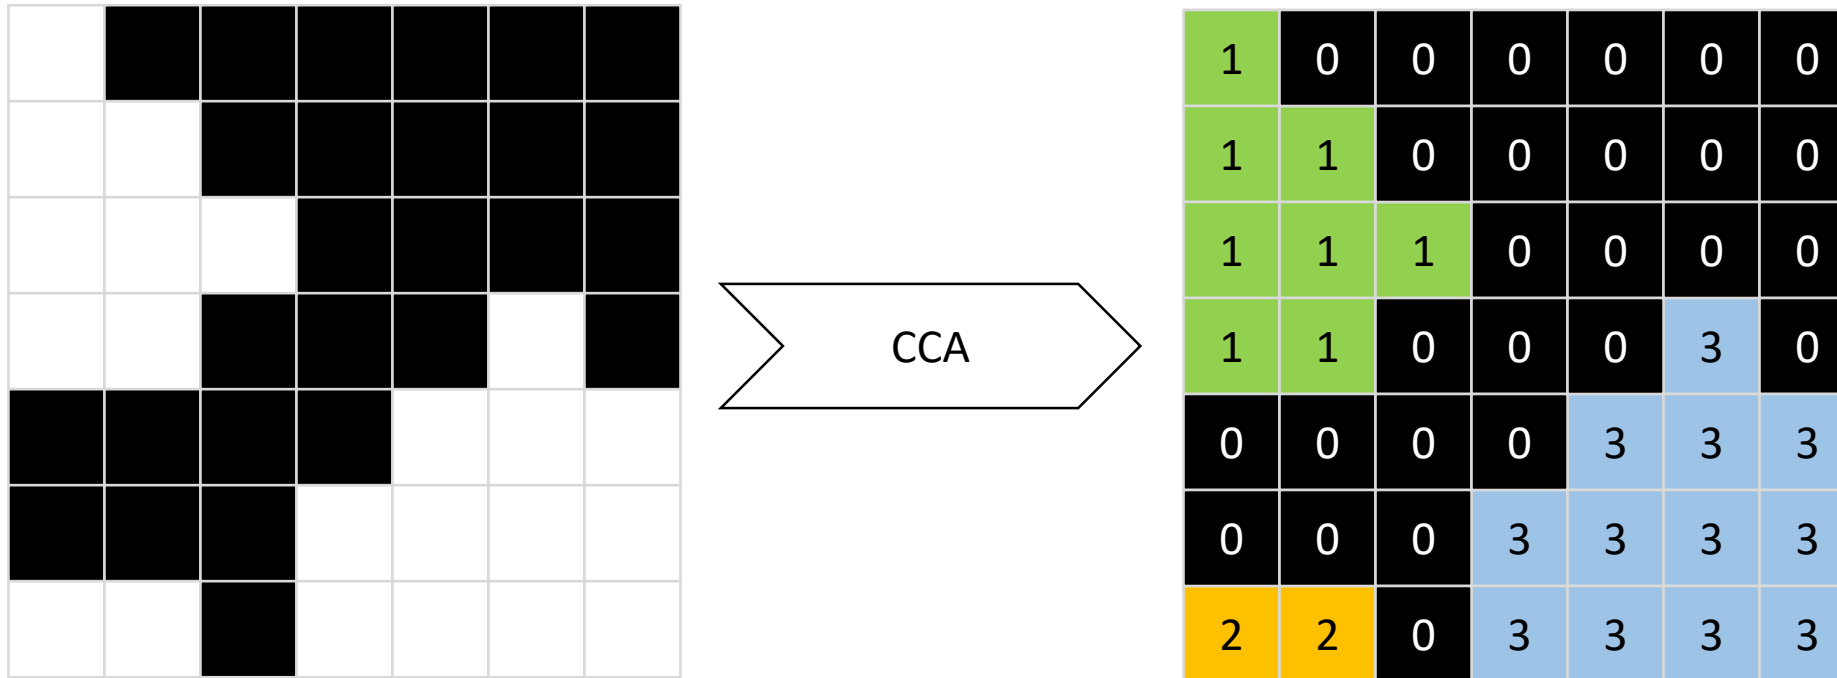 CCA
1 0 0 0 0 0 0
1 1 0 0 0 0 0
1 1 1 0 0 0 0
1 1 0 0 0 3 0
0 0 0 0 3 3 3
0 0 0 3 3 3 3
2 2 0 3 3 3 3